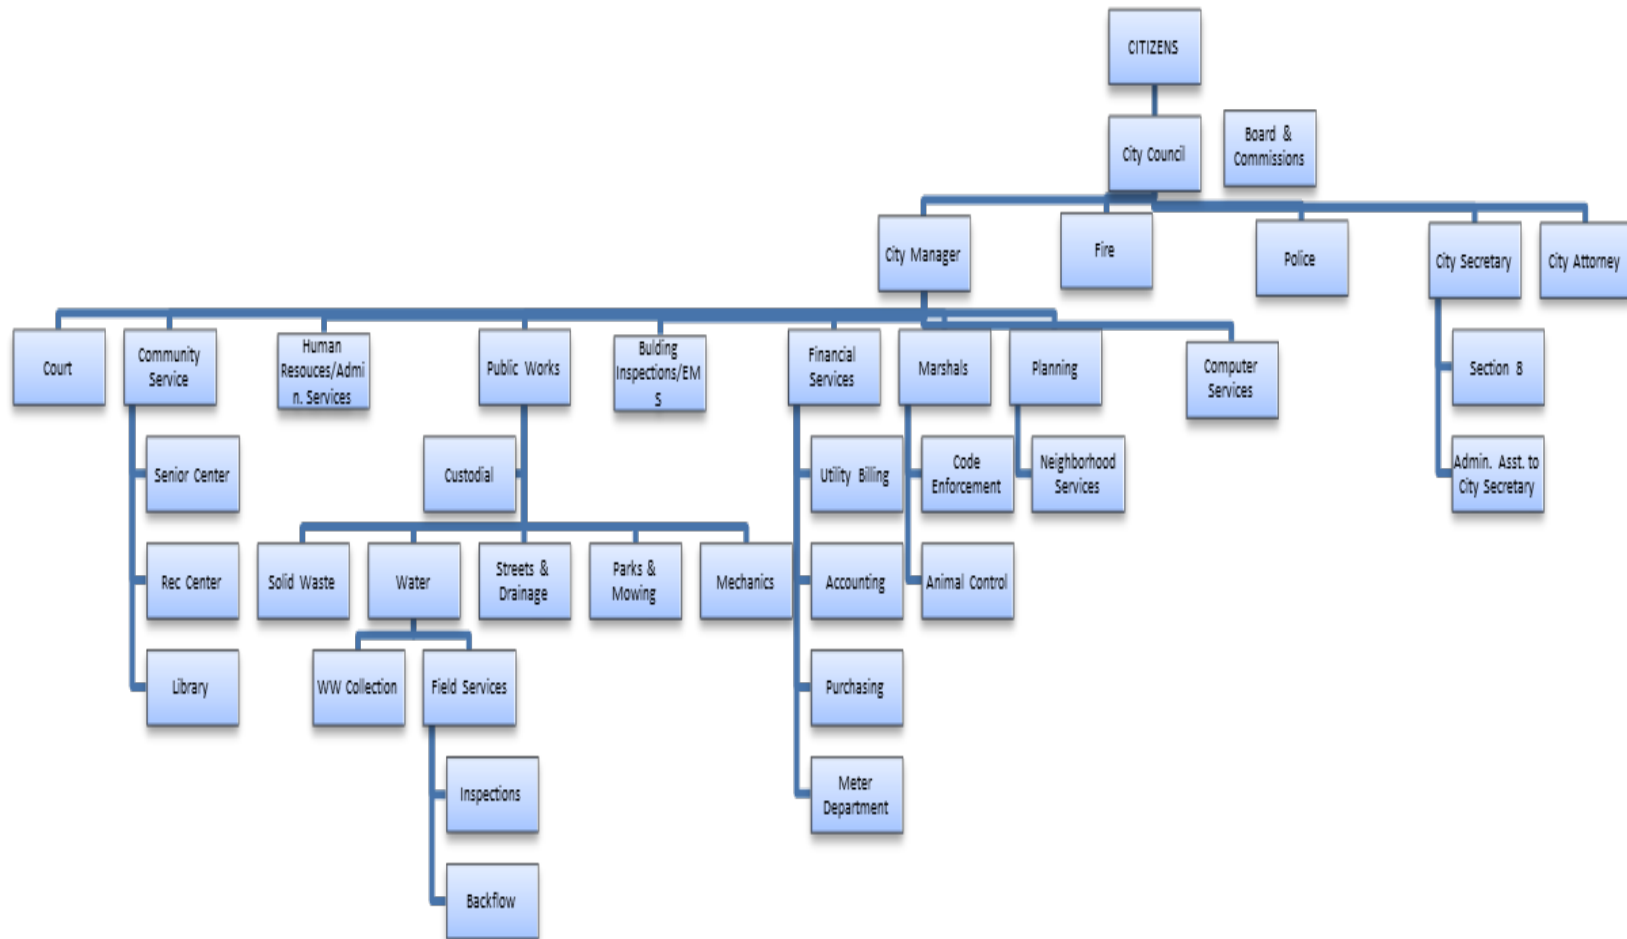 CITIZENS
City Council
Board &
Commissions
City Manager
Fire
Police
City Secretary
City Attorney
Court
Community
Service
Human
Resouces/Admi
n. Services
Public Works
Bulding
Inspections/EM
S
Financial
Services
Marshals
Planning
Computer
Services
Section 8
Senior Center
Custodial
Utility Billing
Code
Enforcement
Neighborhood
Services
Admin. Asst. to
City Secretary
Rec Center
Solid Waste
Water
Streets &
Drainage
Parks &
Mowing
Mechanics
Accounting
Animal Control
Library
WW Collection
Field Services
Purchasing
Inspections
Meter
Department
Backflow